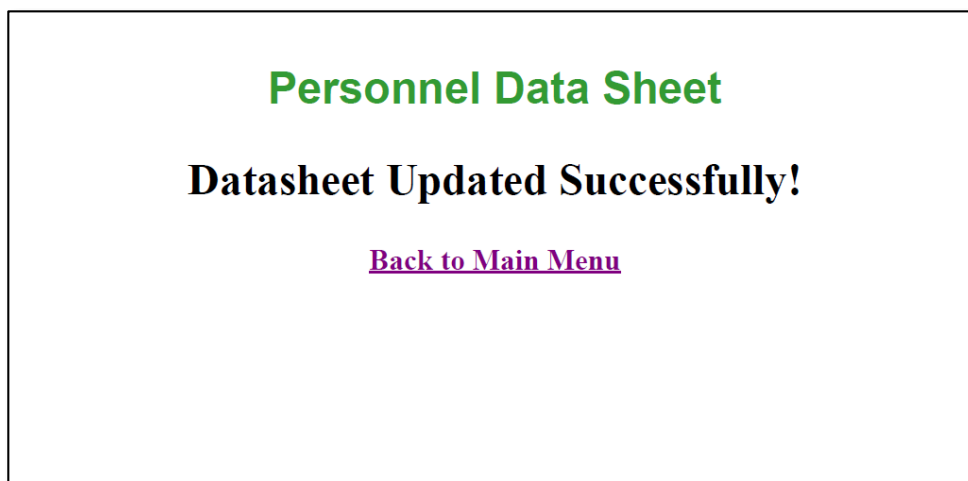 Personnel Data Sheet
Datasheet Updated Successfully!
Back to Main Menu